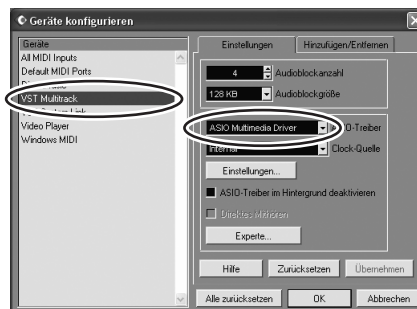 Geräte konfigurieren
Geräte
All MIDI Inputs
Default MIDI Ports
VST Multitrack
Video Player
Windows MIDI
Einstellungen
Hinzufügen/Entfernen
4 Audioblockanzahl
128 KB Audioblockgröße
ASIO Multimedia Driver O-Treiber
Clock-Quelle
Einstellungen...
ASIO-Treiber im Hintergrund deaktivieren
Direktes Mithören
Experte...
Hilfe
Zurücksetzen
Übernehmen
Alle zurücksetzen
OK
Abbrechen